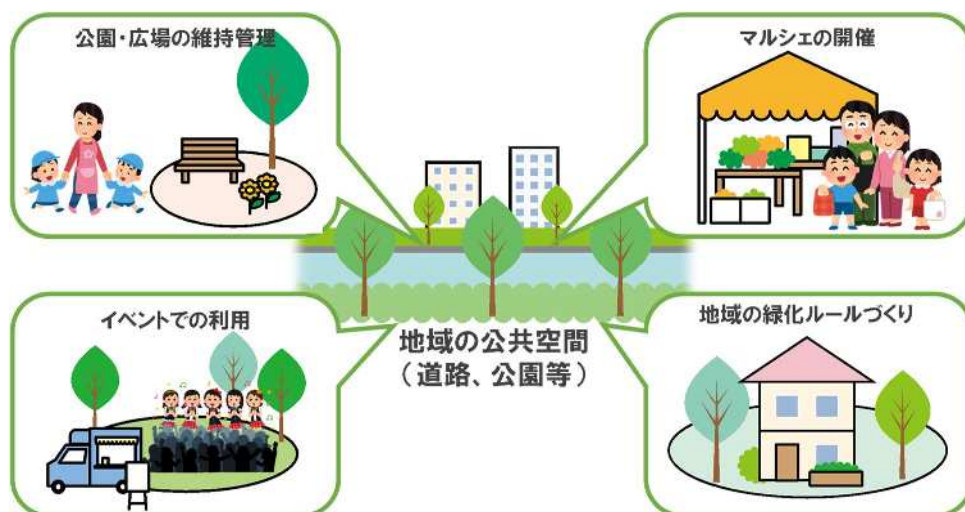 公園・広場の維持管理
マルシェの開催
イベントでの利用
地域の公共空間
（道路、公園等）
地域の緑化ルールづくり